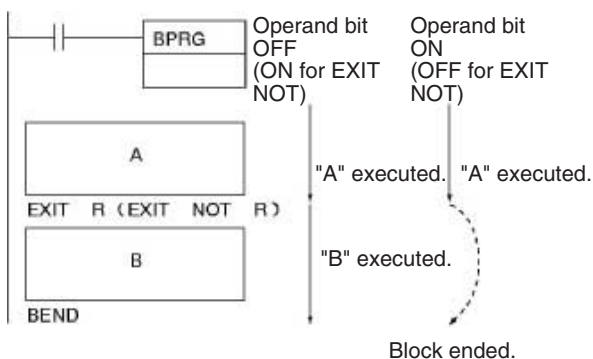 BPRG
Operand bit
OFF
(ON for EXIT
NOT)
Operand bit
ON
(OFF for EXIT
NOT)
A
"A" executed.
"A" executed.
EXIT R (EXIT NOT R)
B
"B" executed.
BEND
Block ended.